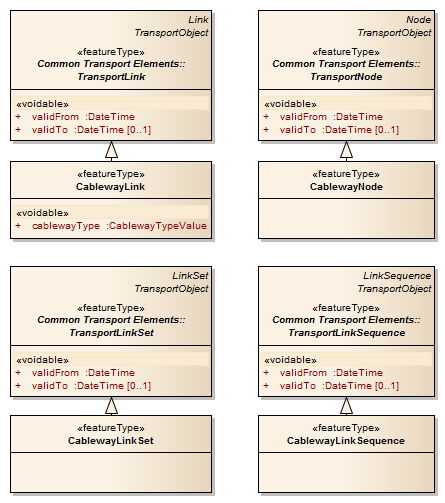 Link
TransportObject
«featureType»
Common Transport Elements::
TransportLink
«voidable»
+ validFrom :DateTime
+ validTo :DateTime [0..1]
«featureType»
CablewayLink
«voidable»
+ cablewayType :CablewayTypeValue
Node
TransportObject
«featureType»
Common Transport Elements::
TransportNode
«voidable»
+ validFrom :DateTime
+ validTo :DateTime [0..1]
«featureType»
CablewayNode
LinkSet
TransportObject
«featureType»
Common Transport Elements::
TransportLinkSet
«voidable»
+ validFrom :DateTime
+ validTo :DateTime [0..1]
«featureType»
CablewayLinkSet
LinkSequence
TransportObject
«featureType»
Common Transport Elements::
TransportLinkSequence
«voidable»
+ validFrom :DateTime
+ validTo :DateTime [0..1]
«featureType»
CablewayLinkSequence